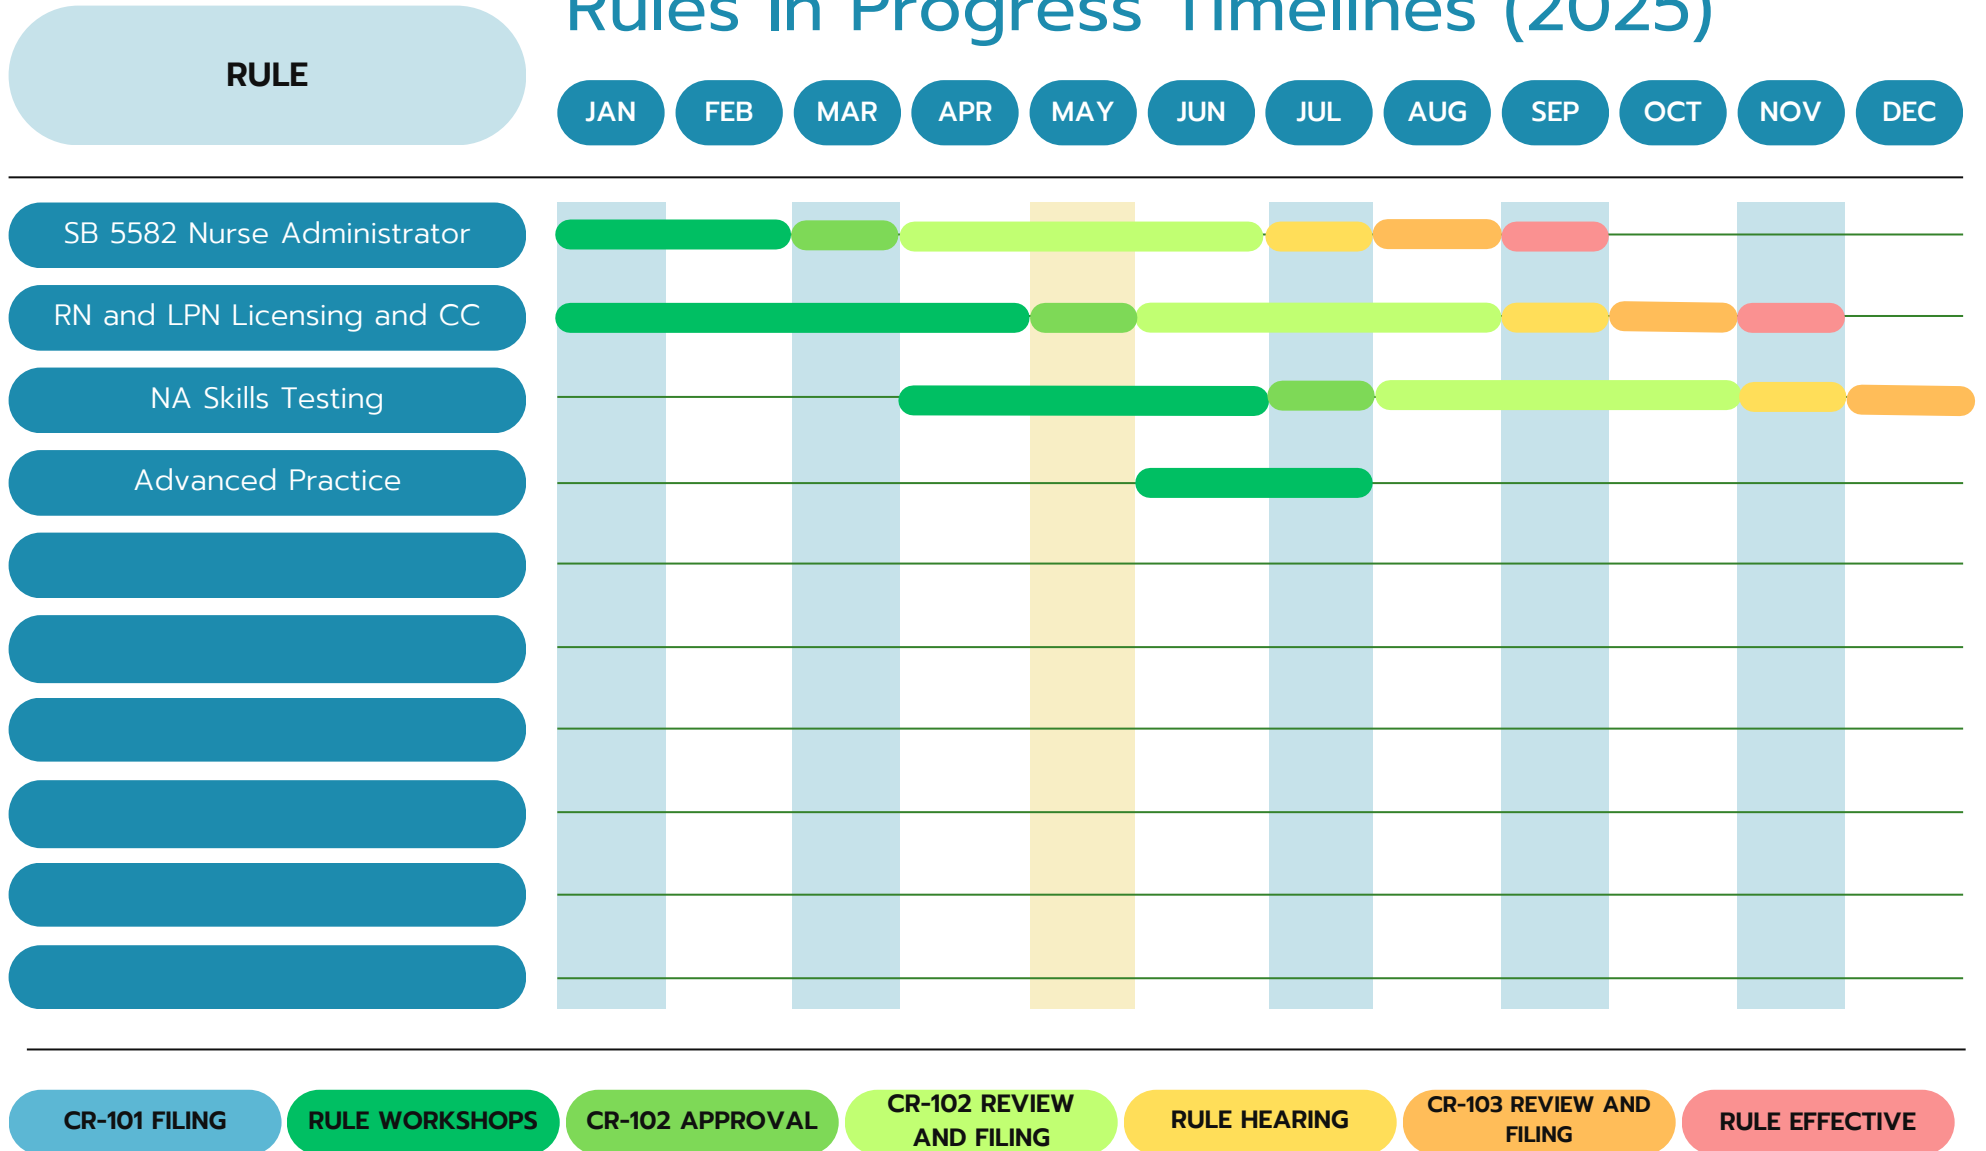 Rules In Progress Timelines (2025)
RULE
JAN FEB MAR APR MAY JUN JUL AUG SEP OCT NOV DEC
SB 5582 Nurse Administrator
RN and LPN Licensing and CC
NA Skills Testing
Advanced Practice
CR-101 FILING
RULE WORKSHOPS
CR-102 APPROVAL
CR-102 REVIEW
AND FILING
RULE HEARING
CR-103 REVIEW AND
FILING
RULE EFFECTIVE